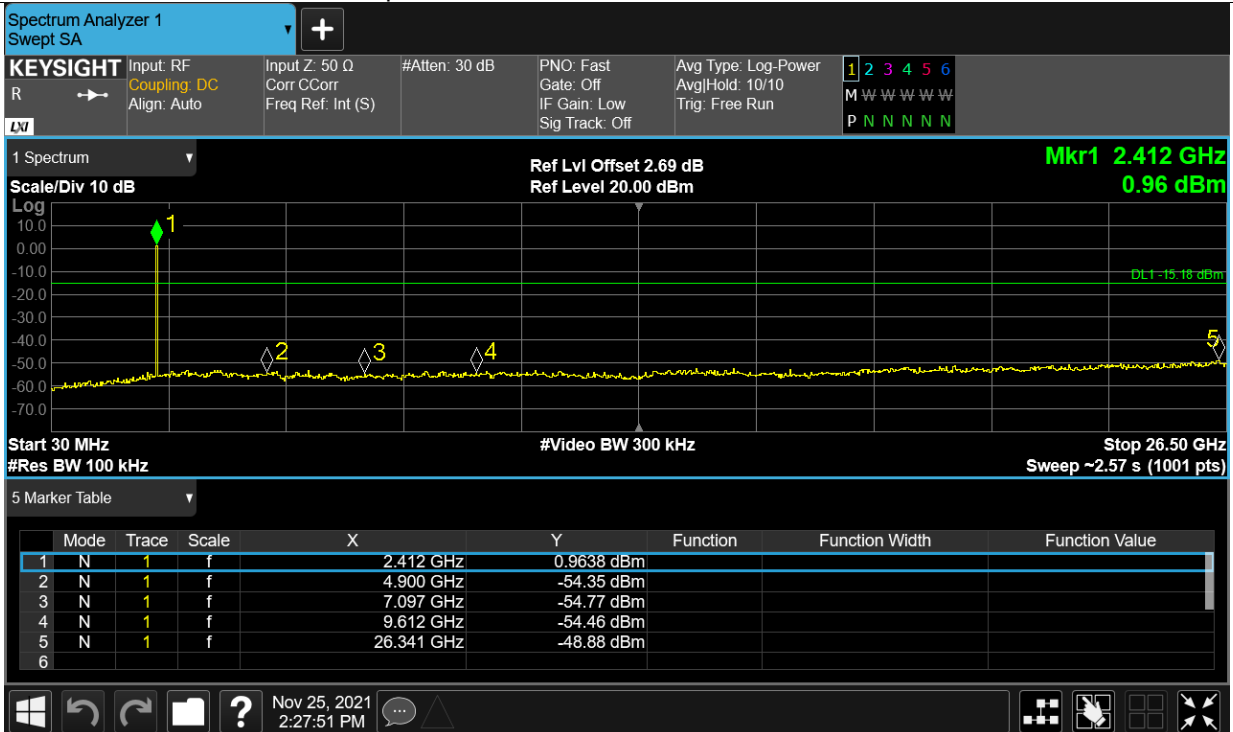 Spectrum Analyzer 1
Swept SA
+
KEYSIGHT Input: RF Input Z: 50 Ω #Atten: 30 dB PNO: Fast Avg Type: Log-Power 1 2 3 4 5 6
R Coupling: DC Corr CCorr Gate: Off Avg|Hold: 10/10 M W W W W W
Align: Auto Freq Ref: Int (S) IF Gain: Low Trig: Free Run
LXI Sig Track: Off P N N N N N
1 Spectrum Ref Lvl Offset 2.69 dB Mkr1 2.412 GHz
Scale/Div 10 dB Ref Level 20.00 dBm 0.96 dBm
Log
10.0 1
0.00
-10.0 DL1 -15.18 dBm
-20.0
-30.0
-40.0 2 3 4 5
-50.0
-60.0
-70.0
Start 30 MHz #Video BW 300 kHz Stop 26.50 GHz
#Res BW 100 kHz Sweep ~2.57 s (1001 pts)
5 Marker Table
Mode Trace Scale X Y Function Function Width Function Value
1 N 1 f 2.412 GHz 0.9638 dBm
2 N 1 f 4.900 GHz -54.35 dBm
3 N 1 f 7.097 GHz -54.77 dBm
4 N 1 f 9.612 GHz -54.46 dBm
5 N 1 f 26.341 GHz -48.88 dBm
6
? Nov 25, 2021
2:27:51 PM